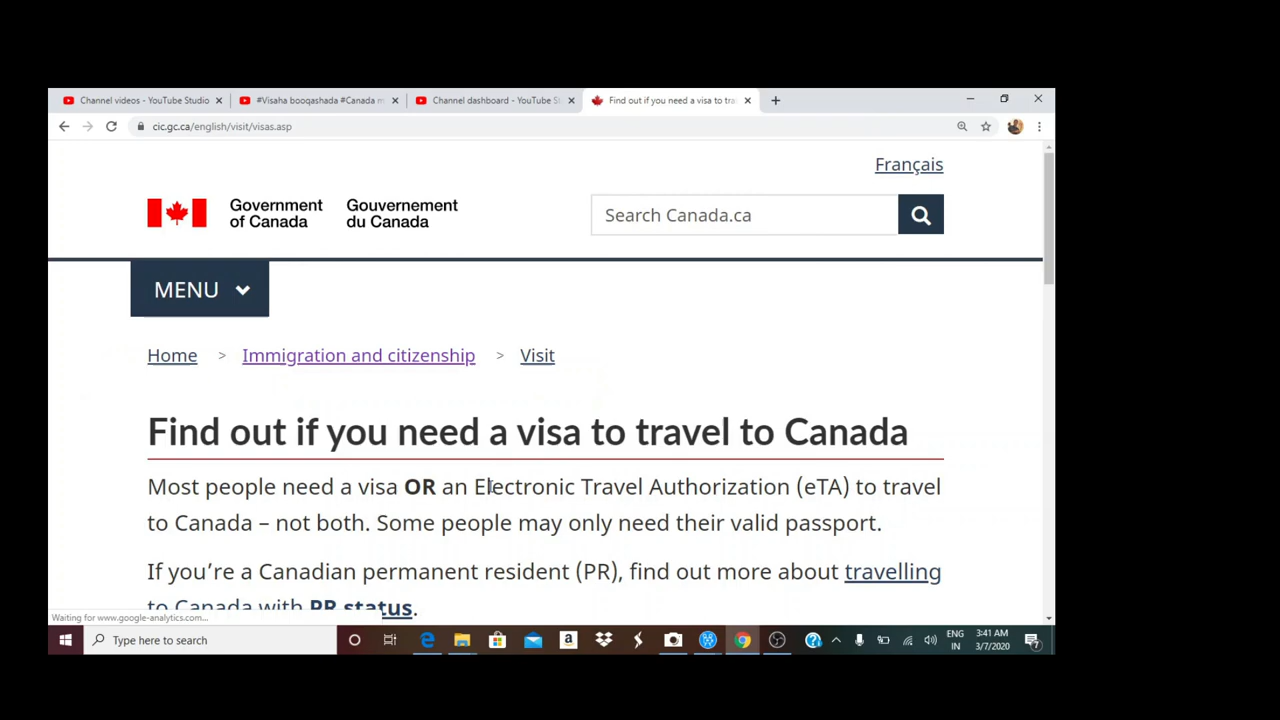 Channel videos - YouTube Studio
#Visaha booqashada #Canada m
Channel dashboard - YouTube St
Find out if you need a visa to tra
cic.gc.ca/english/visit/visas.asp
Français
Government of Canada
Gouvernement du Canada
Search Canada.ca
MENU
Home > Immigration and citizenship > Visit
Find out if you need a visa to travel to Canada
Most people need a visa OR an Electronic Travel Authorization (eTA) to travel
to Canada – not both. Some people may only need their valid passport.
If you’re a Canadian permanent resident (PR), find out more about travelling
to Canada with PR status.
Waiting for www.google-analytics.com...
Type here to search
ENG
IN
3:41 AM
3/7/2020
7